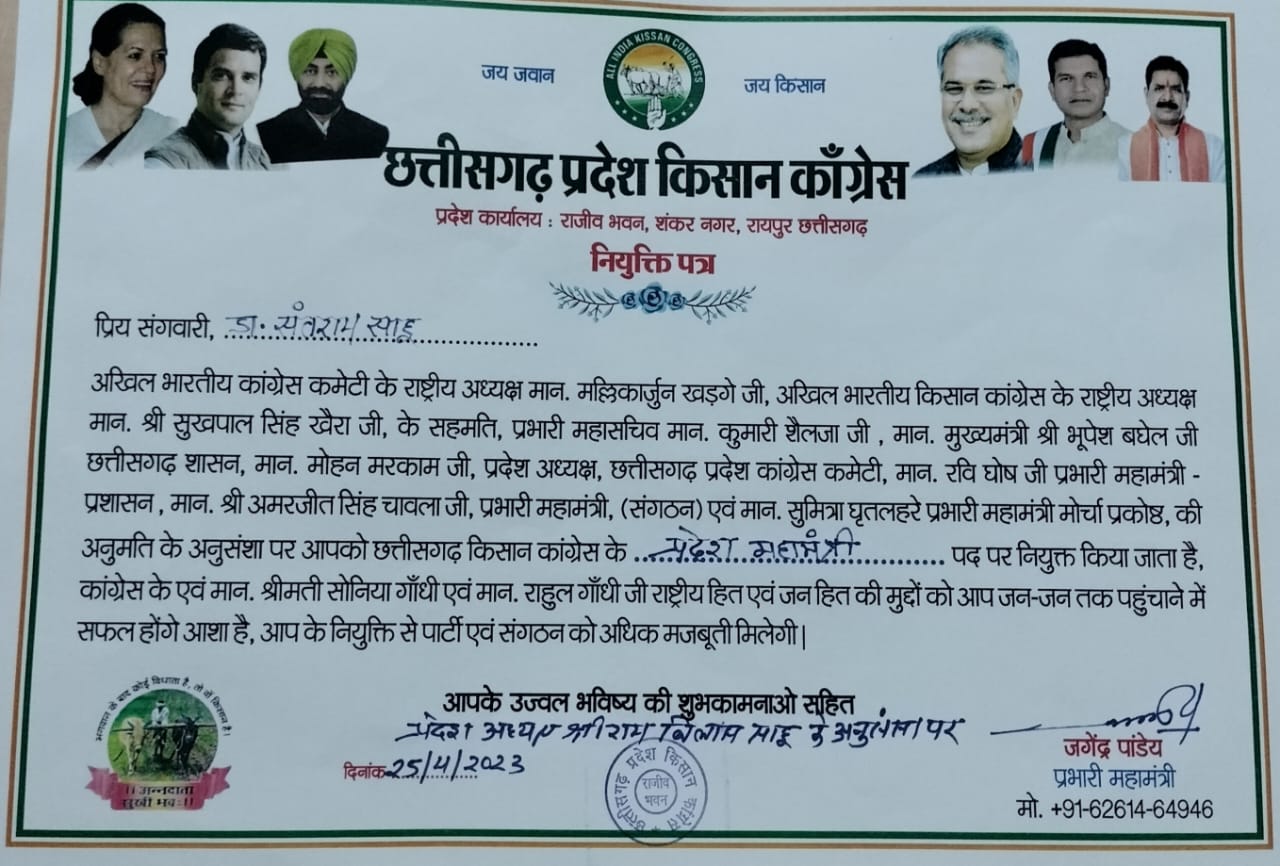 जय जवान
ALL INDIA KISSAN CONGRESS
जय किसान
छत्तीसगढ़ प्रदेश किसान काँग्रेस
प्रदेश कार्यालय : राजीव भवन, शंकर नगर, रायपुर छत्तीसगढ़
नियुक्ति पत्र
प्रिय संगवारी, डा. संतराम साहू
अखिल भारतीय कांग्रेस कमेटी के राष्ट्रीय अध्यक्ष मान. मल्लिकार्जुन खड़गे जी, अखिल भारतीय किसान कांग्रेस के राष्ट्रीय अध्यक्ष
मान. श्री सुखपाल सिंह खैरा जी, के सहमति, प्रभारी महासचिव मान. कुमारी शैलजा जी , मान. मुख्यमंत्री श्री भूपेश बघेल जी
छत्तीसगढ़ शासन, मान. मोहन मरकाम जी, प्रदेश अध्यक्ष, छत्तीसगढ़ प्रदेश कांग्रेस कमेटी, मान. रवि घोष जी प्रभारी महामंत्री -
प्रशासन , मान. श्री अमरजीत सिंह चावला जी, प्रभारी महामंत्री, (संगठन) एवं मान. सुमित्रा घृतलहरे प्रभारी महामंत्री मोर्चा प्रकोष्ठ, की
अनुमति के अनुसंशा पर आपको छत्तीसगढ़ किसान कांग्रेस के प्रदेश महामंत्री पद पर नियुक्त किया जाता है,
कांग्रेस के एवं मान. श्रीमती सोनिया गाँधी एवं मान. राहुल गाँधी जी राष्ट्रीय हित एवं जन हित की मुद्दों को आप जन-जन तक पहुंचाने में
सफल होंगे आशा है, आप के नियुक्ति से पार्टी एवं संगठन को अधिक मजबूती मिलेगी|
आपके उज्वल भविष्य की शुभकामनाओ सहित
प्रदेश अध्यक्ष श्री राम विलास साहू के अनुसंसा पर
दिनांक 25/4/2023
भगवान के बाद कोई विधाता है, तो वो किसान है।
।। अन्नदाता
सुखी भवः।।
छत्तीसगढ़ प्रदेश किसान कांग्रेस
राजीव
भवन
जगेंद्र पांडेय
प्रभारी महामंत्री
मो. +91-62614-64946